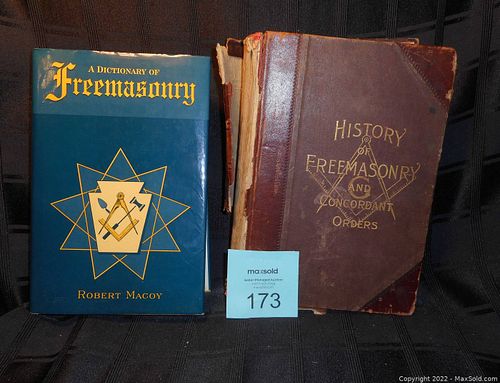 A DICTIONARY OF
Freemasonry
ROBERT MACOY
HISTORY
OF
FREEMASONRY
AND
CONCORDANT
ORDERS
maxsold
173
Copyright 2022 - MaxSold.com